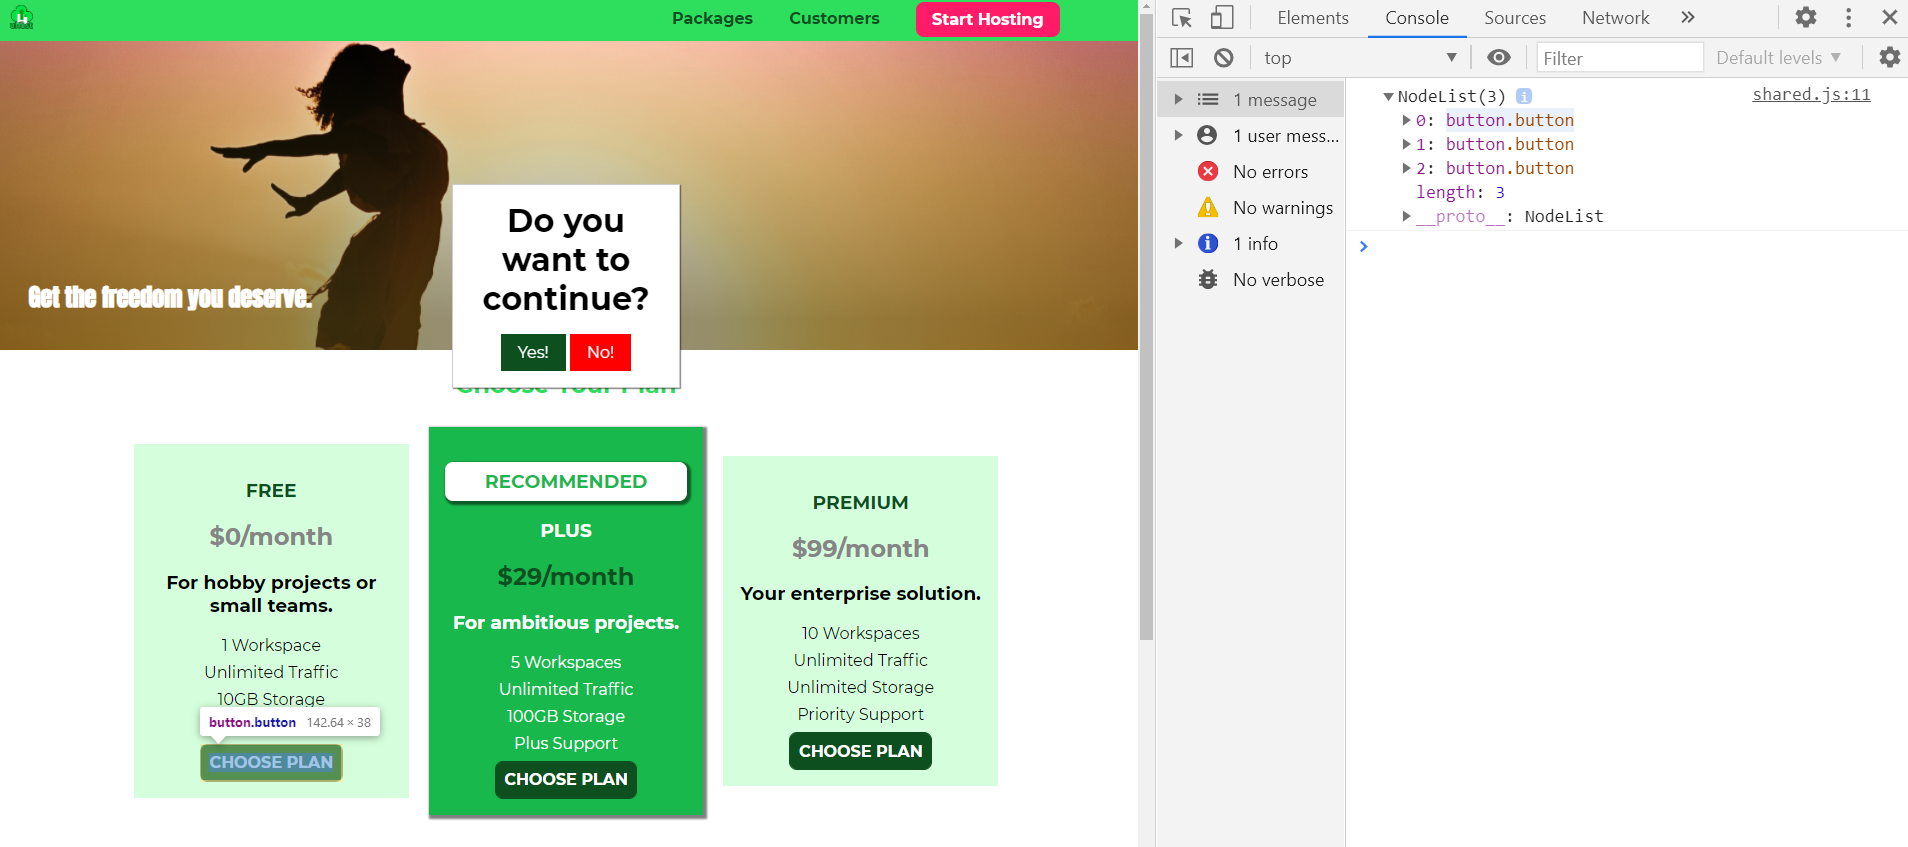 Packages
Customers
Start Hosting
Get the freedom you deserve.
Do you
want to
continue?
Yes!
No!
Choose Your Plan
FREE
$0/month
For hobby projects or
small teams.
1 Workspace
Unlimited Traffic
10GB Storage
button.button 142.64 × 38
CHOOSE PLAN
RECOMMENDED
PLUS
$29/month
For ambitious projects.
5 Workspaces
Unlimited Traffic
100GB Storage
Plus Support
CHOOSE PLAN
PREMIUM
$99/month
Your enterprise solution.
10 Workspaces
Unlimited Traffic
Unlimited Storage
Priority Support
CHOOSE PLAN
Elements
Console
Sources
Network
top
Filter
Default levels
1 message
1 user mess...
No errors
No warnings
1 info
No verbose
NodeList(3)
shared.js:11
0: button.button
1: button.button
2: button.button
length: 3
__proto__: NodeList